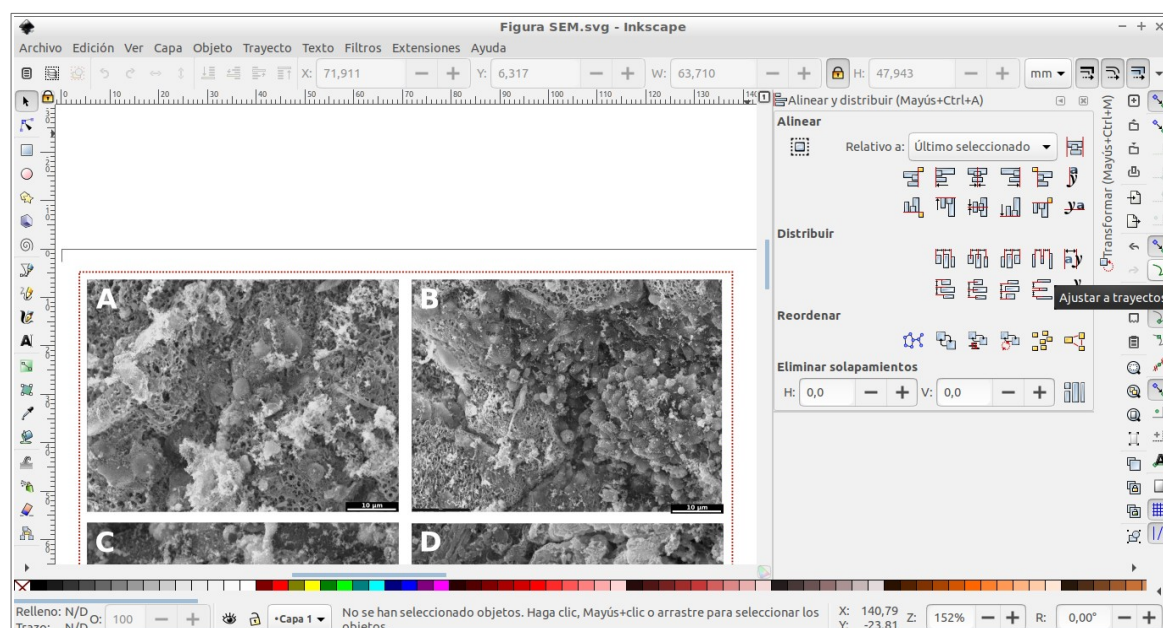 Figura SEM.svg - Inkscape
Archivo Edición Ver Capa Objeto Trayecto Texto Filtros Extensiones Ayuda
X: 71,911 Y: 6,317 W: 63,710 H: 47,943 mm
Alinear y distribuir (Mayús+Ctrl+A)
Alinear
Relativo a: Último seleccionado
Distribuir
Reordenar
Eliminar solapamientos
H: 0,0 V: 0,0
Transformar (Mayús+Ctrl+M)
Ajustar a trayectos
A
B
10 µm
10 µm
C
D
Relleno: N/D
Trazo: N/D
O: 100
•Capa 1
No se han seleccionado objetos. Haga clic, Mayús+clic o arrastre para seleccionar los
objetos.
X: 140,79
Y: -23,81
Z: 152%
R: 0,00°